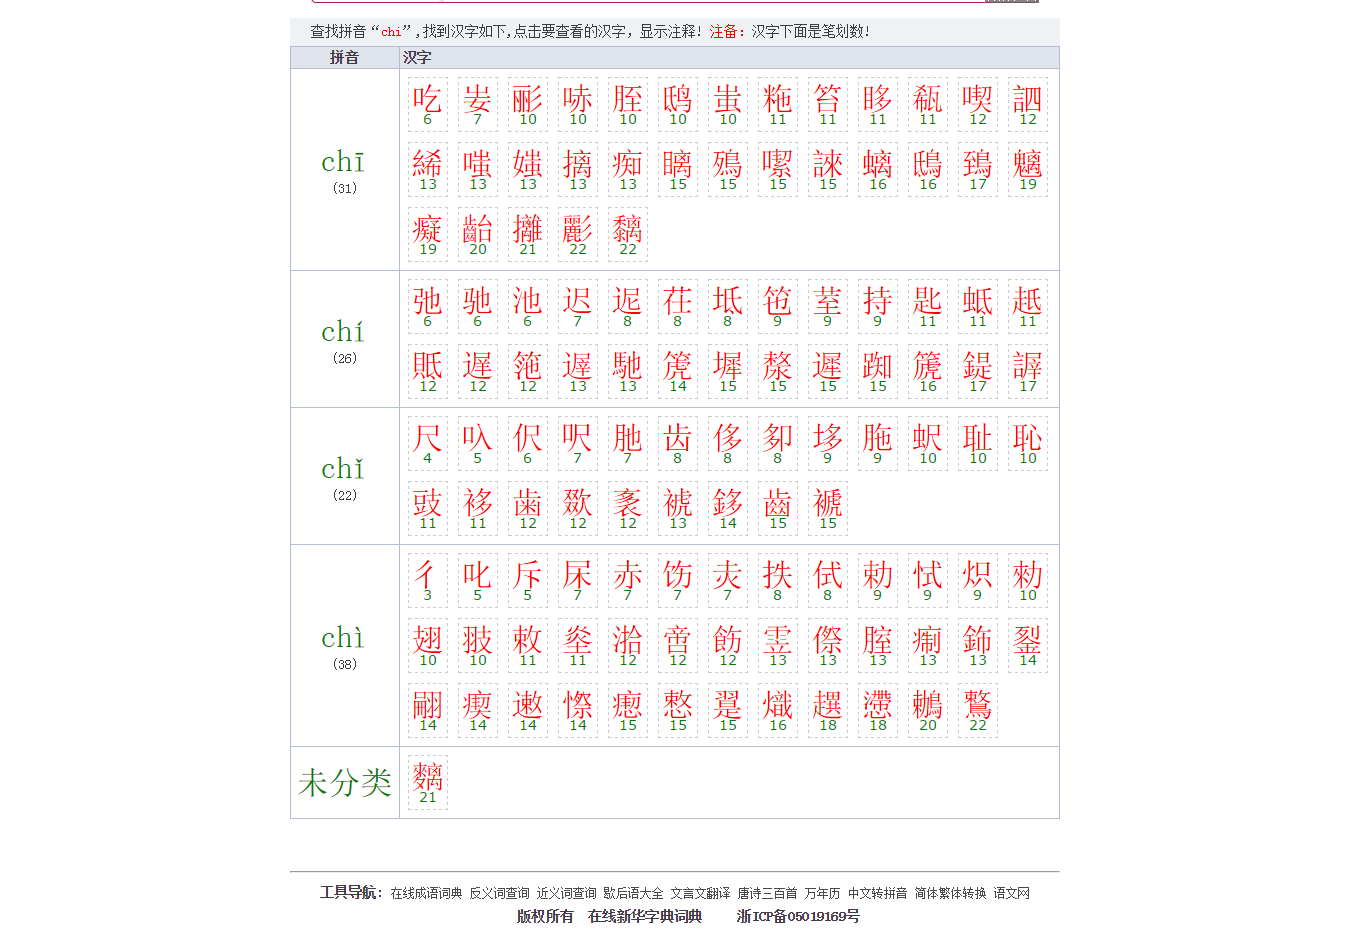 查找拼音“chi”,找到汉字如下,点击要查看的汉字，显示注释! 注备：汉字下面是笔划数!
拼音 汉字
吃 妛 彨 哧 胵 鸱 蚩 粚 笞 眵 瓻 喫 詯
6 7 10 10 10 10 10 11 11 11 11 12 12
chī
(31)
絺 嗤 媸 摛 痴 瞝 殦 噄 誺 螭 鴟 鵄 魑
13 13 13 13 13 15 15 15 15 16 16 17 19
癡 齝 攡 彲 黐
19 20 21 22 22
弛 驰 池 迟 迡 茌 坻 竾 荎 持 匙 蚳 趆
6 6 6 7 8 8 8 9 9 9 11 11 11
chí
(26)
貾 遅 筂 遟 馳 箎 墀 漦 遲 踟 篪 鍉 謘
12 12 12 13 13 14 15 15 15 15 16 17 17
尺 叺 伬 呎 肔 齿 侈 卶 垑 胣 蚇 耻 恥
4 5 6 7 7 8 8 8 9 9 10 10 10
chǐ
(22)
豉 袳 歯 欼 袲 裭 鉹 齒 褫
11 11 12 12 12 13 14 15 15
彳 叱 斥 杘 赤 饬 灻 抶 侙 勅 恜 炽 勑
3 5 5 7 7 7 7 8 8 9 9 9 10
chì
(38)
翅 翄 敕 烾 湁 啻 飭 雴 傺 腟 痸 鉓 銐
10 10 11 11 12 12 12 13 13 13 13 13 14
翤 瘈 遫 慸 瘛 憏 翨 熾 趩 懘 鶒 鷘
14 14 14 14 15 15 15 16 18 18 20 22
未分类 麶
21
工具导航： 在线成语词典 反义词查询 近义词查询 歇后语大全 文言文翻译 唐诗三百首 万年历 中文转拼音 简体繁体转换 语文网
版权所有 在线新华字典词典 浙ICP备05019169号